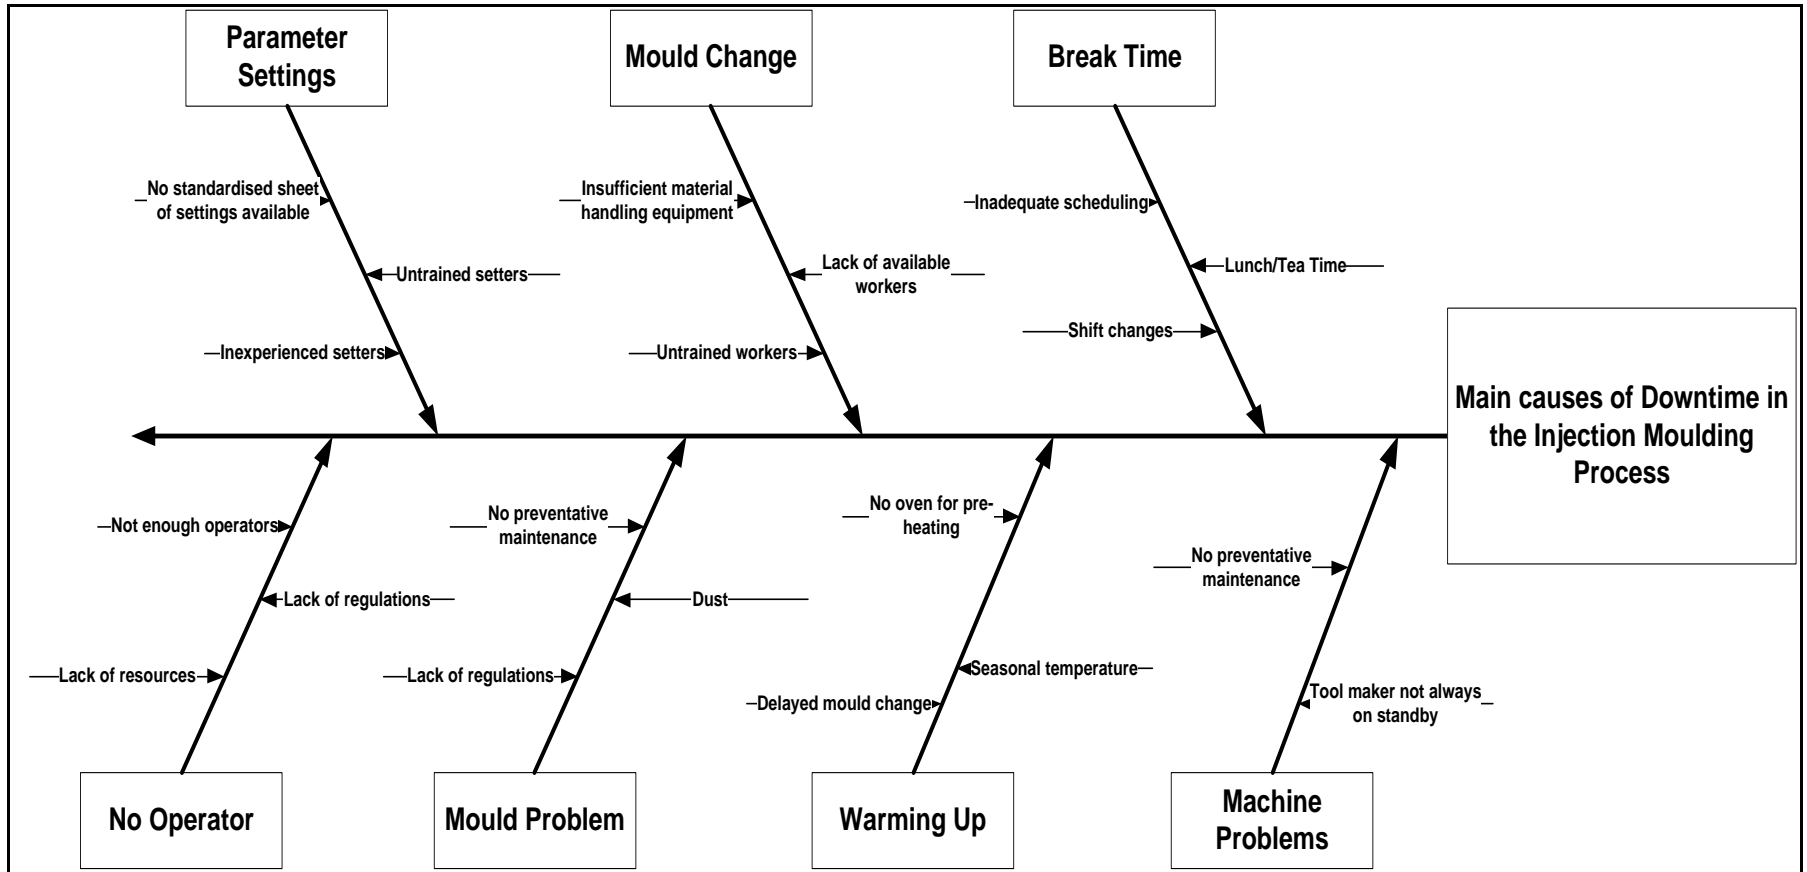 Parameter
Settings
Mould Change
Break Time
No standardised sheet
of settings available
Untrained setters
Inexperienced setters
Insufficient material
handling equipment
Lack of available
workers
Untrained workers
Inadequate scheduling
Lunch/Tea Time
Shift changes
Main causes of Downtime in
the Injection Moulding
Process
Not enough operators
Lack of regulations
Lack of resources
No preventative
maintenance
Dust
Lack of regulations
No oven for pre-
heating
Seasonal temperature
Delayed mould change
No preventative
maintenance
Tool maker not always
on standby
No Operator
Mould Problem
Warming Up
Machine
Problems